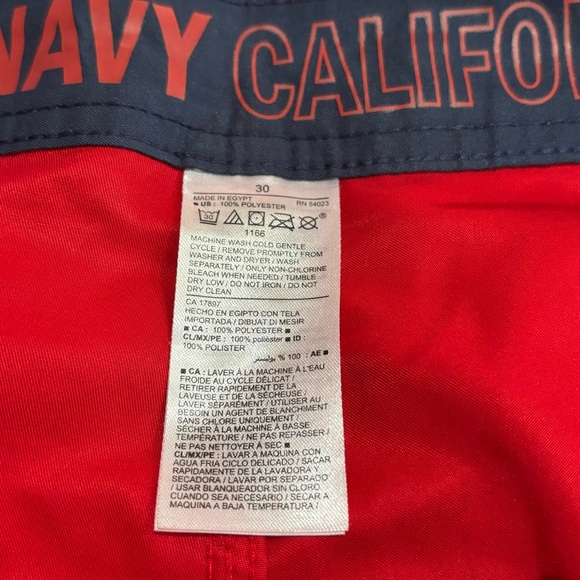 NAVY CALIFO
30
MADE IN EGYPT RN 54023
■ US: 100% POLYESTER
30
1166
MACHINE WASH COLD GENTLE
CYCLE / REMOVE PROMPTLY FROM
WASHER AND DRYER / WASH
SEPARATELY / ONLY NON-CHLORINE
BLEACH WHEN NEEDED / TUMBLE
DRY LOW / DO NOT IRON / DO NOT
DRY CLEAN
CA 17897
HECHO EN EGIPTO CON TELA
IMPORTADA / DIBUAT DI MESIR
■ CA : 100% POLYESTER ■
CL/MX/PE : 100% poliéster ■ ID :
100% POLISTER
■ AE : 100 % بوليستر
■ CA : LAVER À LA MACHINE À L'EAU
FROIDE AU CYCLE DÉLICAT /
RETIRER RAPIDEMENT DE LA
LAVEUSE ET DE LA SÉCHEUSE /
LAVER SÉPARÉMENT / UTILISER AU
BESOIN UN AGENT DE BLANCHIMENT
SANS CHLORE UNIQUEMENT /
SÉCHER À LA MACHINE À BASSE
TEMPÉRATURE / NE PAS REPASSER /
NE PAS NETTOYER À SEC ■
CL/MX/PE : LAVAR A MAQUINA CON
AGUA FRIA CICLO DELICADO / SACAR
RAPIDAMENTE DE LA LAVADORA Y
SECADORA / LAVAR POR SEPARADO
/ USAR BLANQUEADOR SIN CLORO.
CUANDO SEA NECESARIO / SECAR A
MAQUINA A BAJA TEMPERATURA /